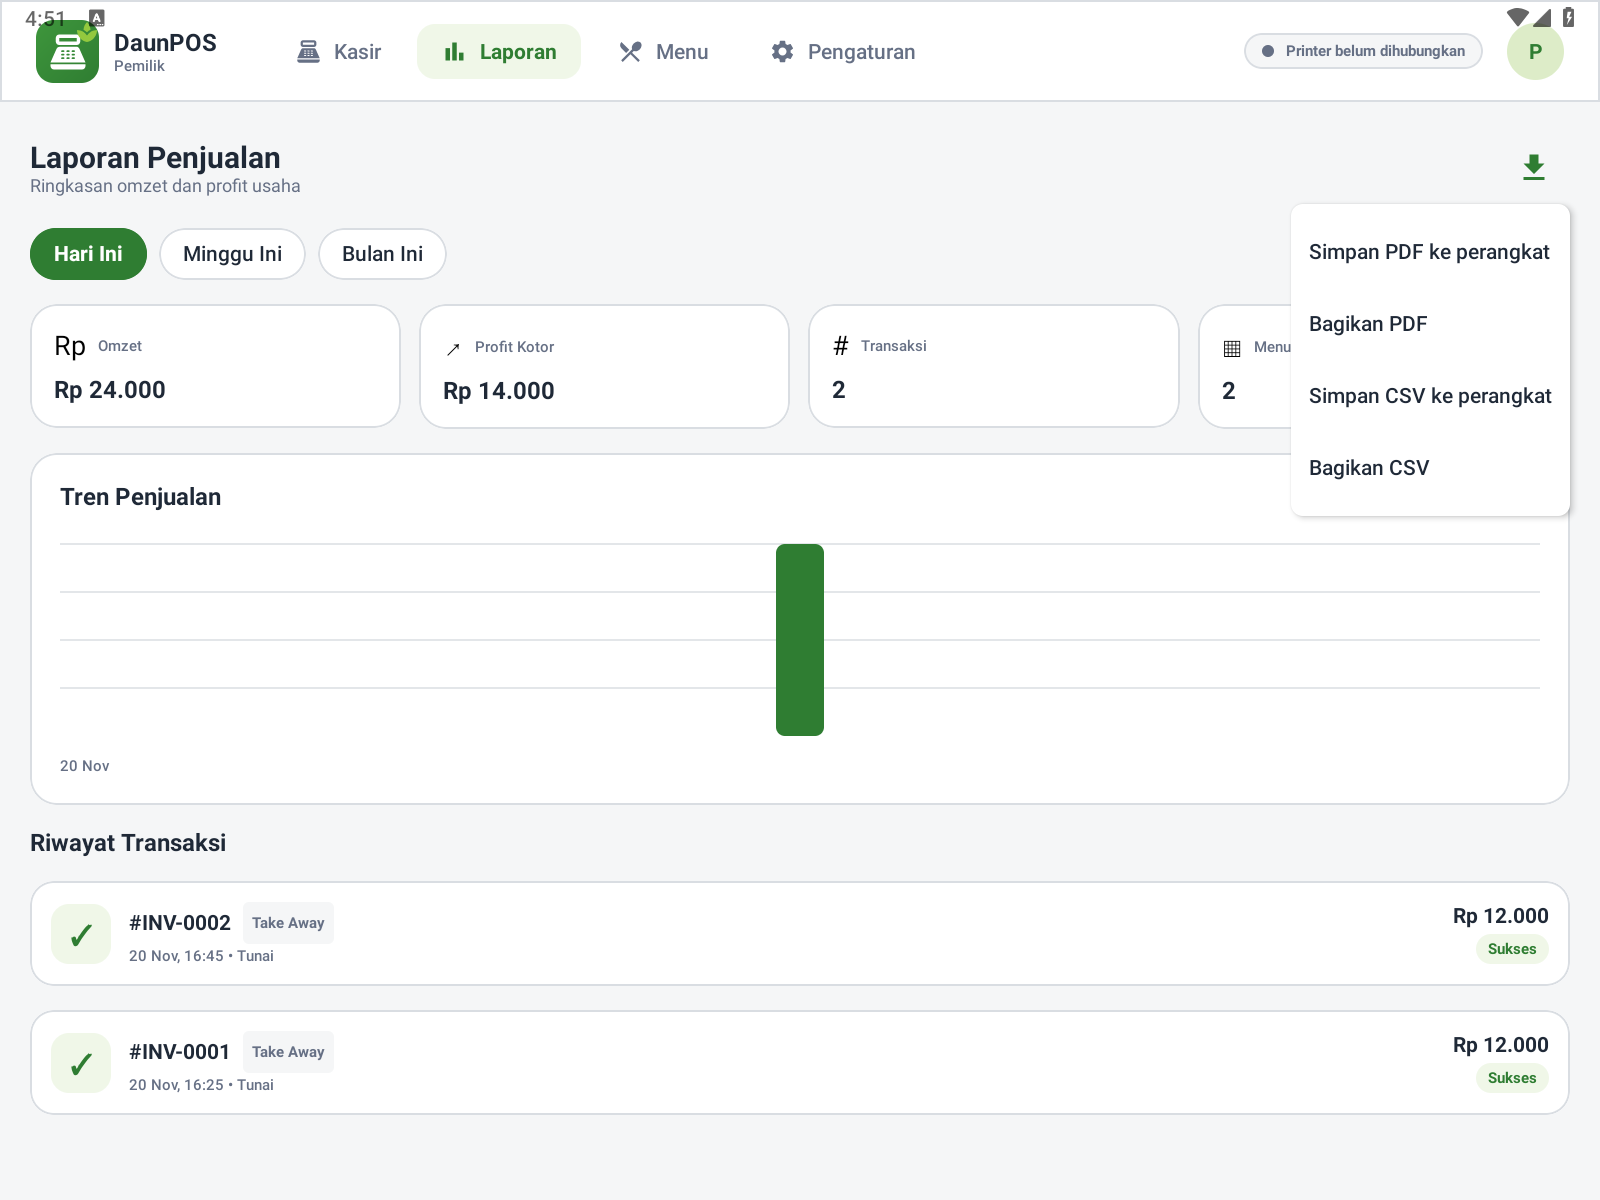 4:51 A
DaunPOS
Pemilik
Kasir
Laporan
Menu
Pengaturan
Printer belum dihubungkan
P
Laporan Penjualan
Ringkasan omzet dan profit usaha
Hari Ini
Minggu Ini
Bulan Ini
Simpan PDF ke perangkat
Bagikan PDF
Simpan CSV ke perangkat
Bagikan CSV
Rp Omzet
Rp 24.000
Profit Kotor
Rp 14.000
# Transaksi
2
Menu
2
Tren Penjualan
20 Nov
Riwayat Transaksi
#INV-0002 Take Away
20 Nov, 16:45 • Tunai
Rp 12.000
Sukses
#INV-0001 Take Away
20 Nov, 16:25 • Tunai
Rp 12.000
Sukses